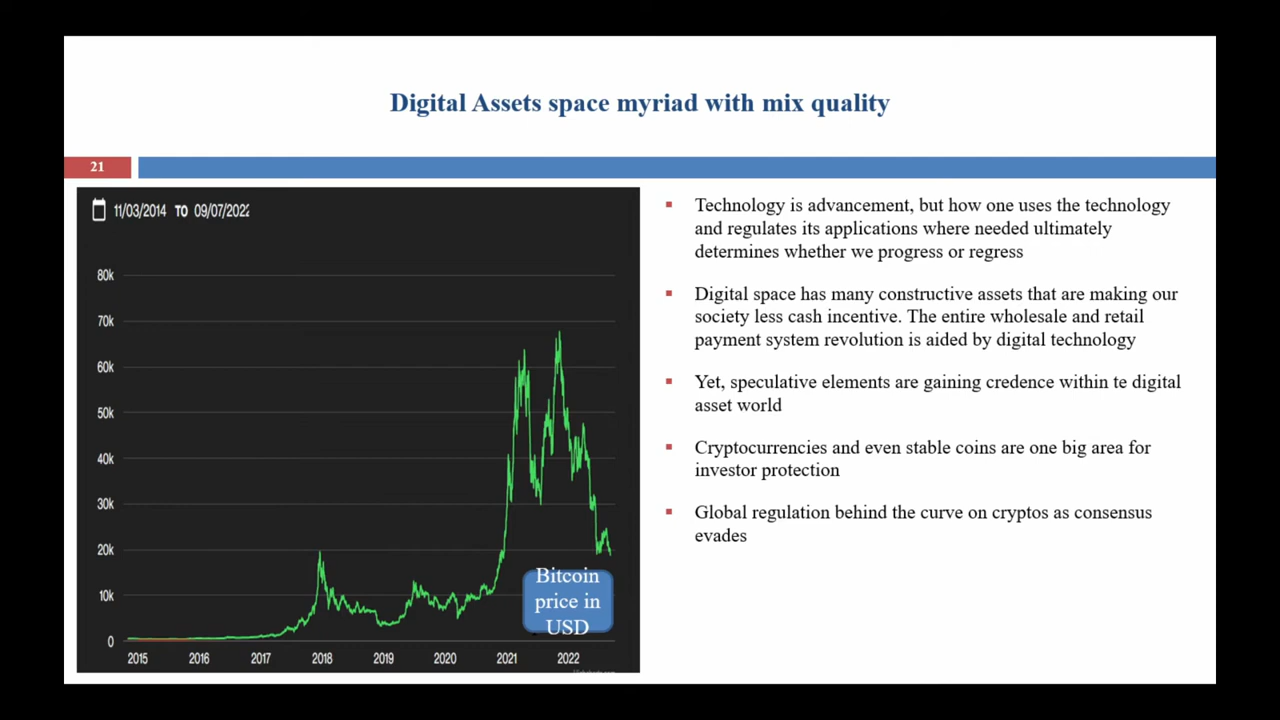 Digital Assets space myriad with mix quality
21
11/03/2014 TO 09/07/2022
80k
70k
60k
50k
40k
30k
20k
10k
0
2015 2016 2017 2018 2019 2020 2021 2022
Bitcoin
price in
USD
Technology is advancement, but how one uses the technology
and regulates its applications where needed ultimately
determines whether we progress or regress
Digital space has many constructive assets that are making our
society less cash incentive. The entire wholesale and retail
payment system revolution is aided by digital technology
Yet, speculative elements are gaining credence within te digital
asset world
Cryptocurrencies and even stable coins are one big area for
investor protection
Global regulation behind the curve on cryptos as consensus
evades